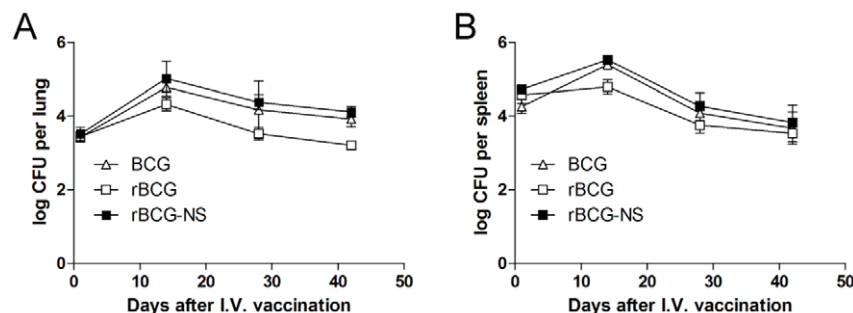 A
6
4
2
0
log CFU per lung
BCG
rBCG
rBCG-NS
0 10 20 30 40 50
Days after I.V. vaccination
B
6
4
2
0
log CFU per spleen
BCG
rBCG
rBCG-NS
0 10 20 30 40 50
Days after I.V. vaccination